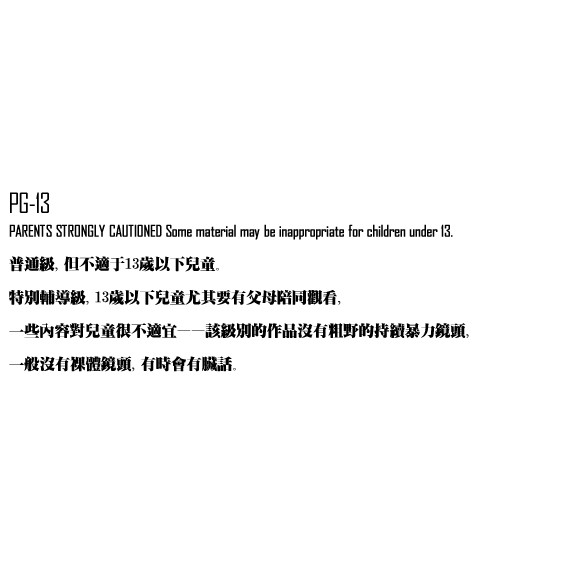 PG-13
PARENTS STRONGLY CAUTIONED Some material may be inappropriate for children under 13.
普通級, 但不適于13歲以下兒童。
特別輔導級, 13歲以下兒童尤其要有父母陪同觀看,
一些內容對兒童很不適宜——該級別的作品沒有粗野的持續暴力鏡頭,
一般沒有裸體鏡頭, 有時會有臟話。